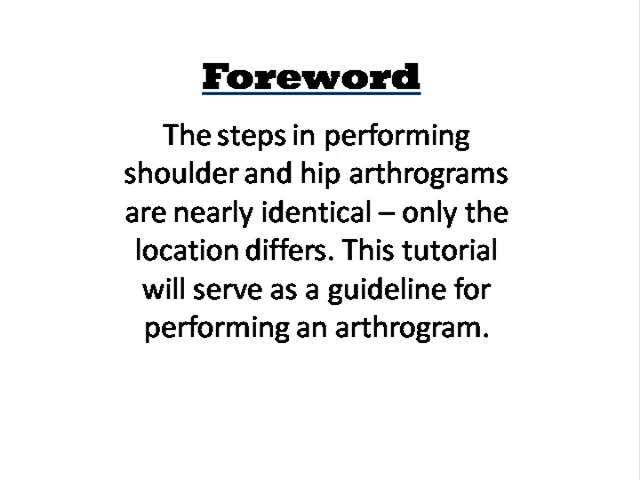 Foreword
The steps in performing
shoulder and hip arthrograms
are nearly identical – only the
location differs. This tutorial
will serve as a guideline for
performing an arthrogram.